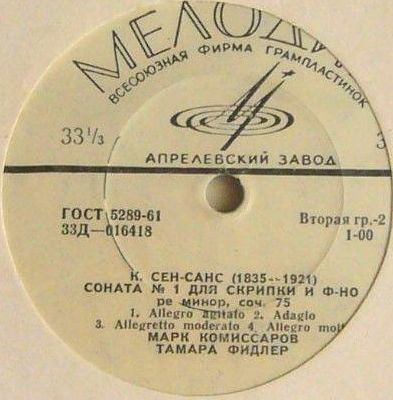 МЕЛОДИ
ВСЕСОЮЗНАЯ ФИРМА ГРАМПЛАСТИНОК
33⅓
3
АПРЕЛЕВСКИЙ ЗАВОД
ГОСТ 5289-61
33Д—016418
Вторая гр.-2
1-00
К. СЕН-САНС (1835—1921)
СОНАТА № 1 ДЛЯ СКРИПКИ И Ф-НО
ре минор, соч. 75
1. Allegro agitato 2. Adagio
3. Allegretto moderato 4. Allegro molt
МАРК КОМИССАРОВ
ТАМАРА ФИДЛЕР